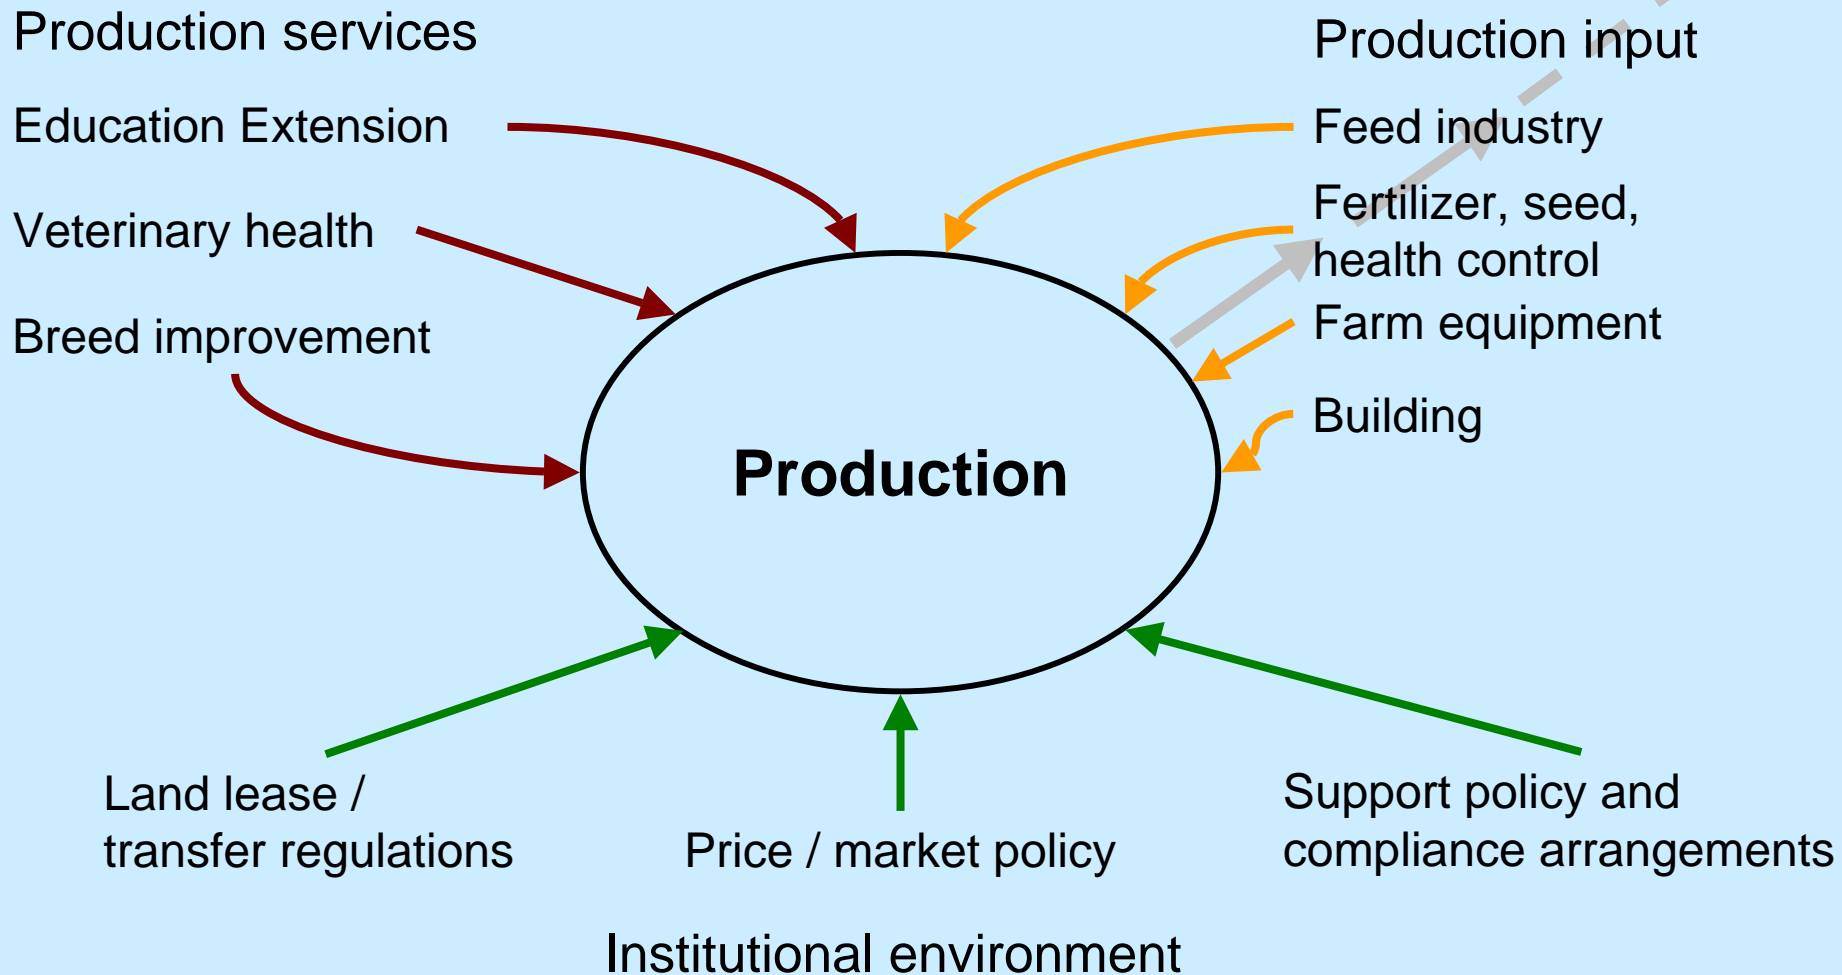 Production services
Education Extension
Veterinary health
Breed improvement
Production input
Feed industry
Fertilizer, seed,
health control
Farm equipment
Building
Production
Land lease /
transfer regulations
Price / market policy
Support policy and
compliance arrangements
Institutional environment